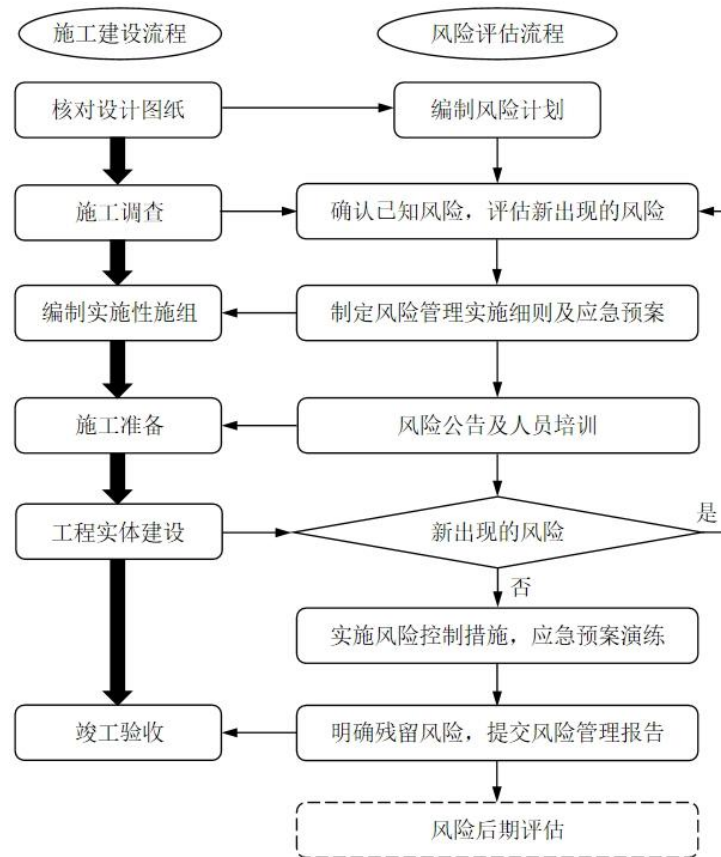 施工建设流程
风险评估流程
核对设计图纸
编制风险计划
施工调查
确认已知风险，评估新出现的风险
编制实施性施组
制定风险管理实施细则及应急预案
施工准备
风险公告及人员培训
工程实体建设
新出现的风险
是
否
实施风险控制措施，应急预案演练
竣工验收
明确残留风险，提交风险管理报告
风险后期评估